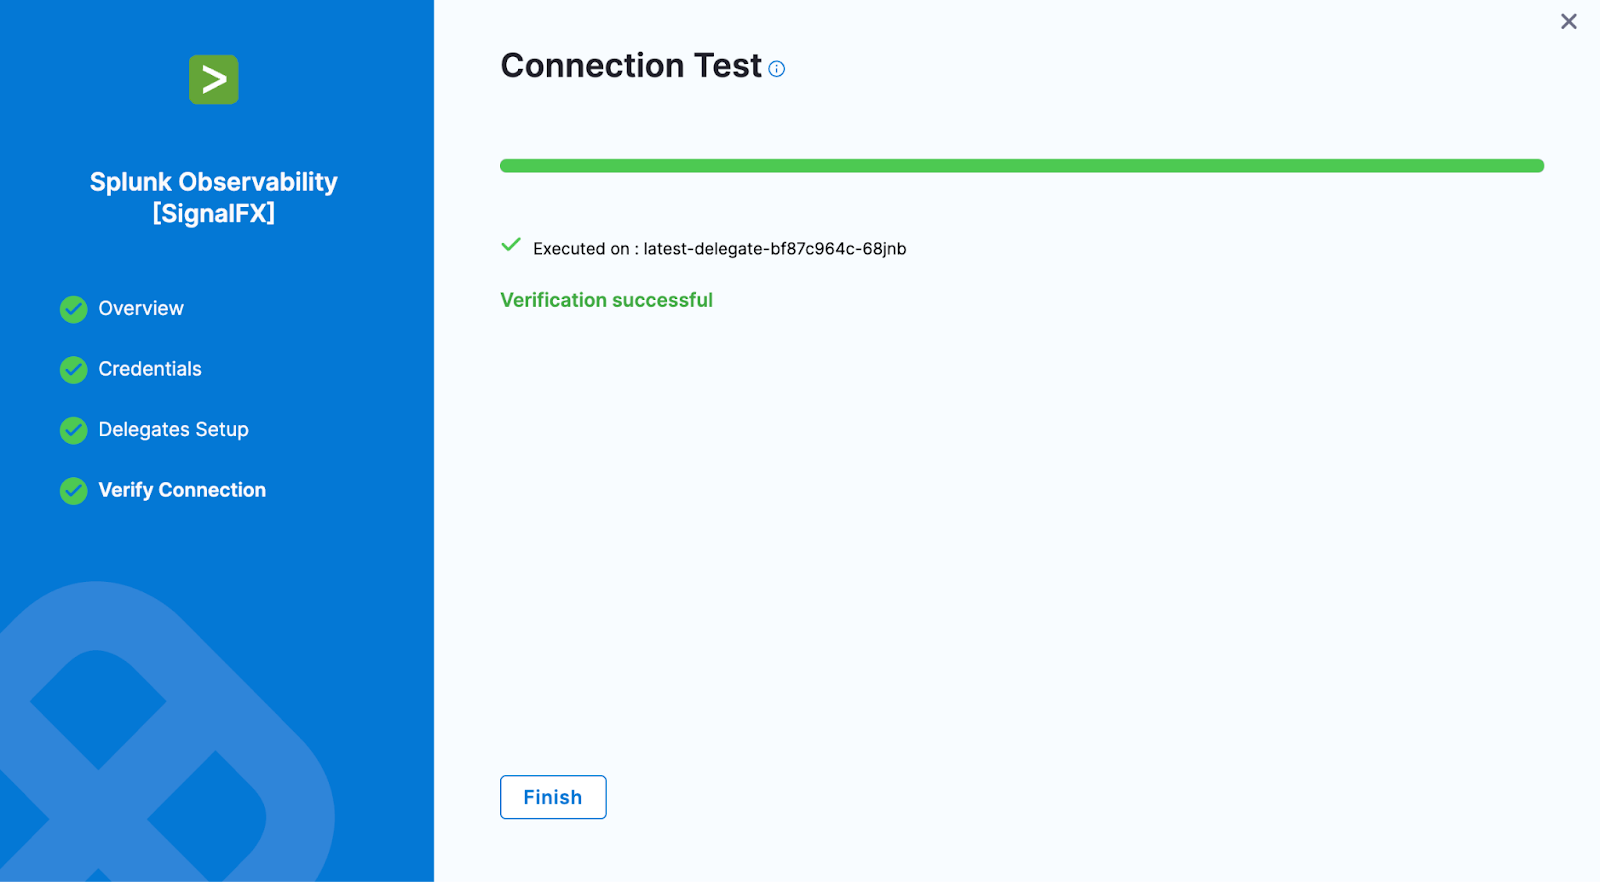 Splunk Observability
[SignalFX]
Overview
Credentials
Delegates Setup
Verify Connection
Connection Test
Executed on : latest-delegate-bf87c964c-68jnb
Verification successful
Finish